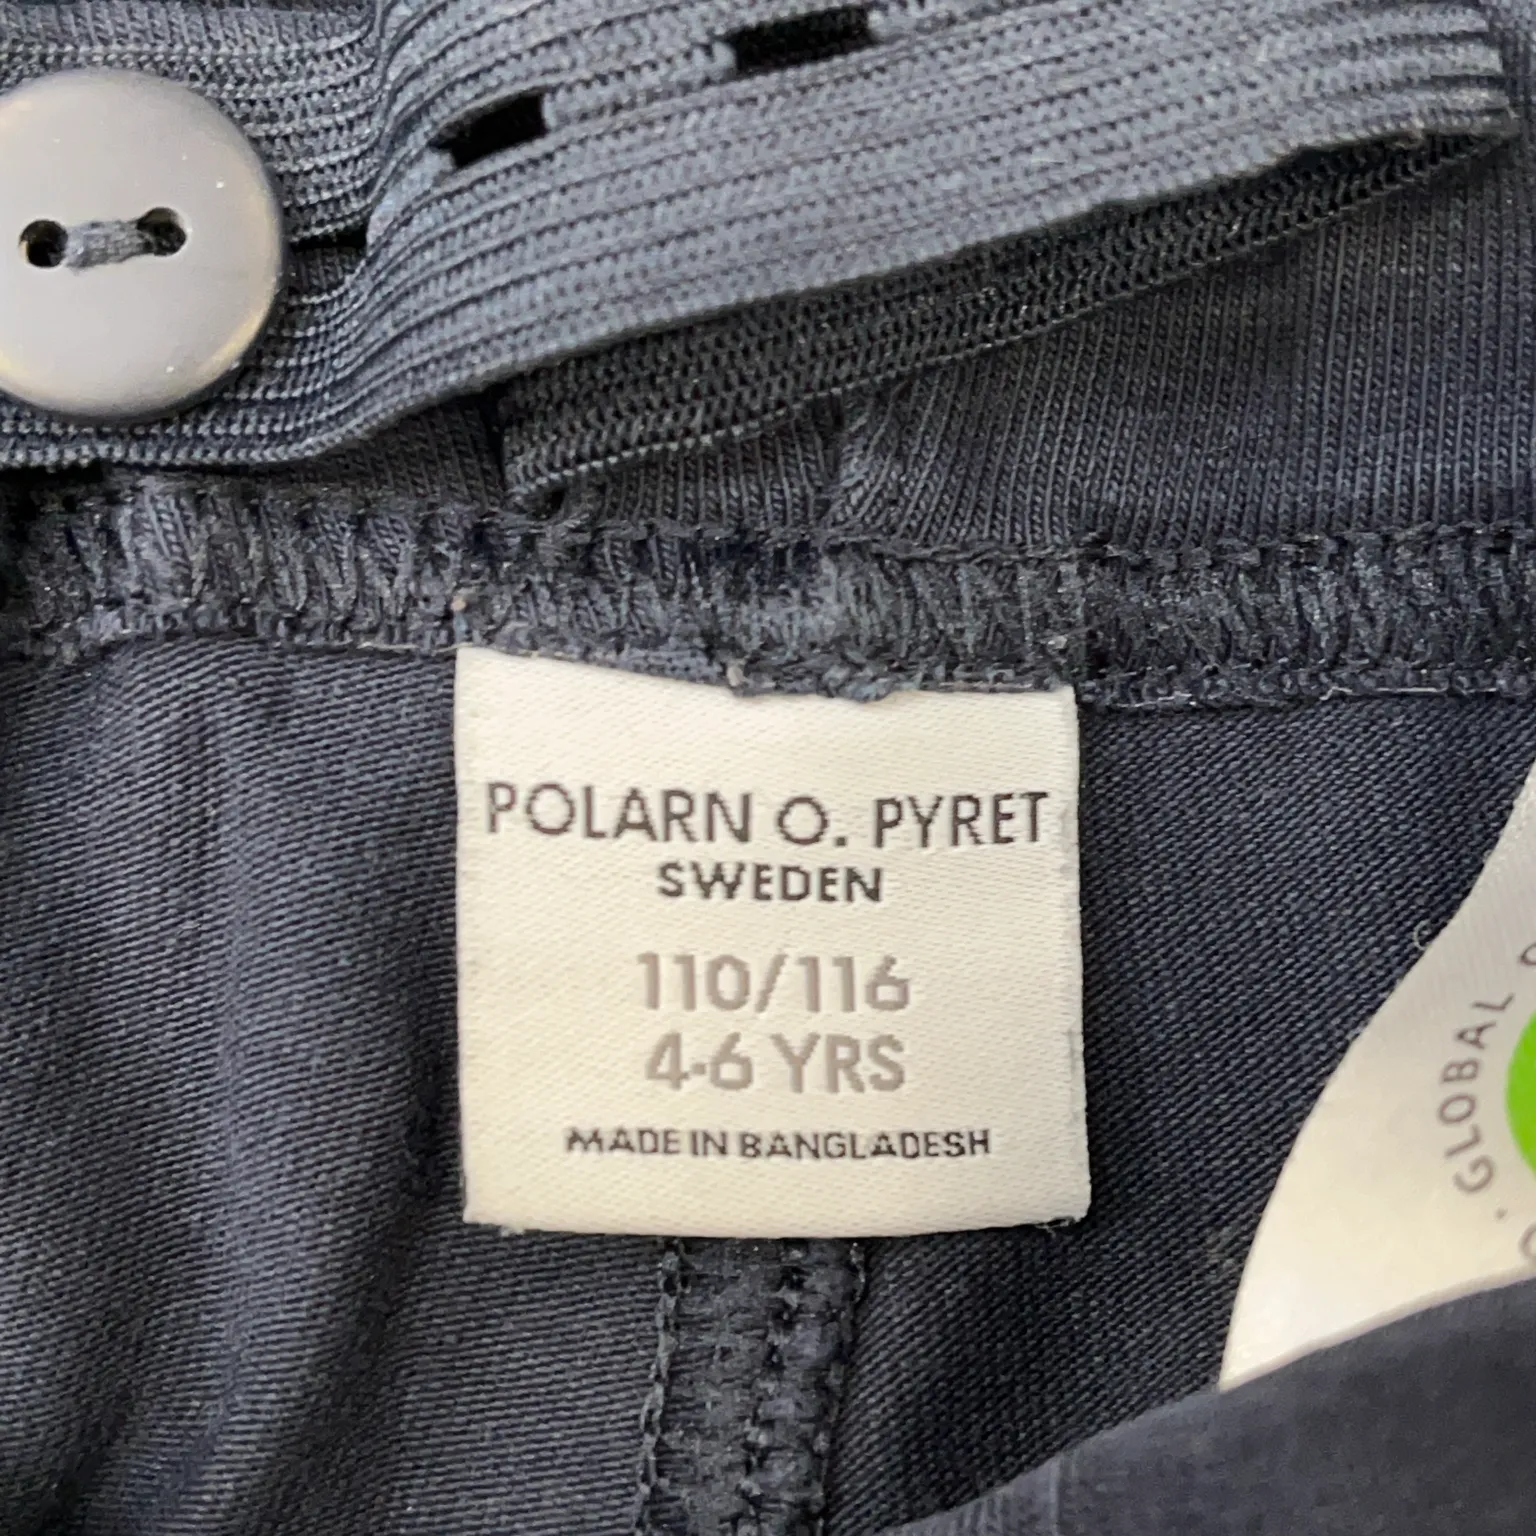 POLARN O. PYRET
SWEDEN
110/116
4-6 YRS
MADE IN BANGLADESH
GLOBAL